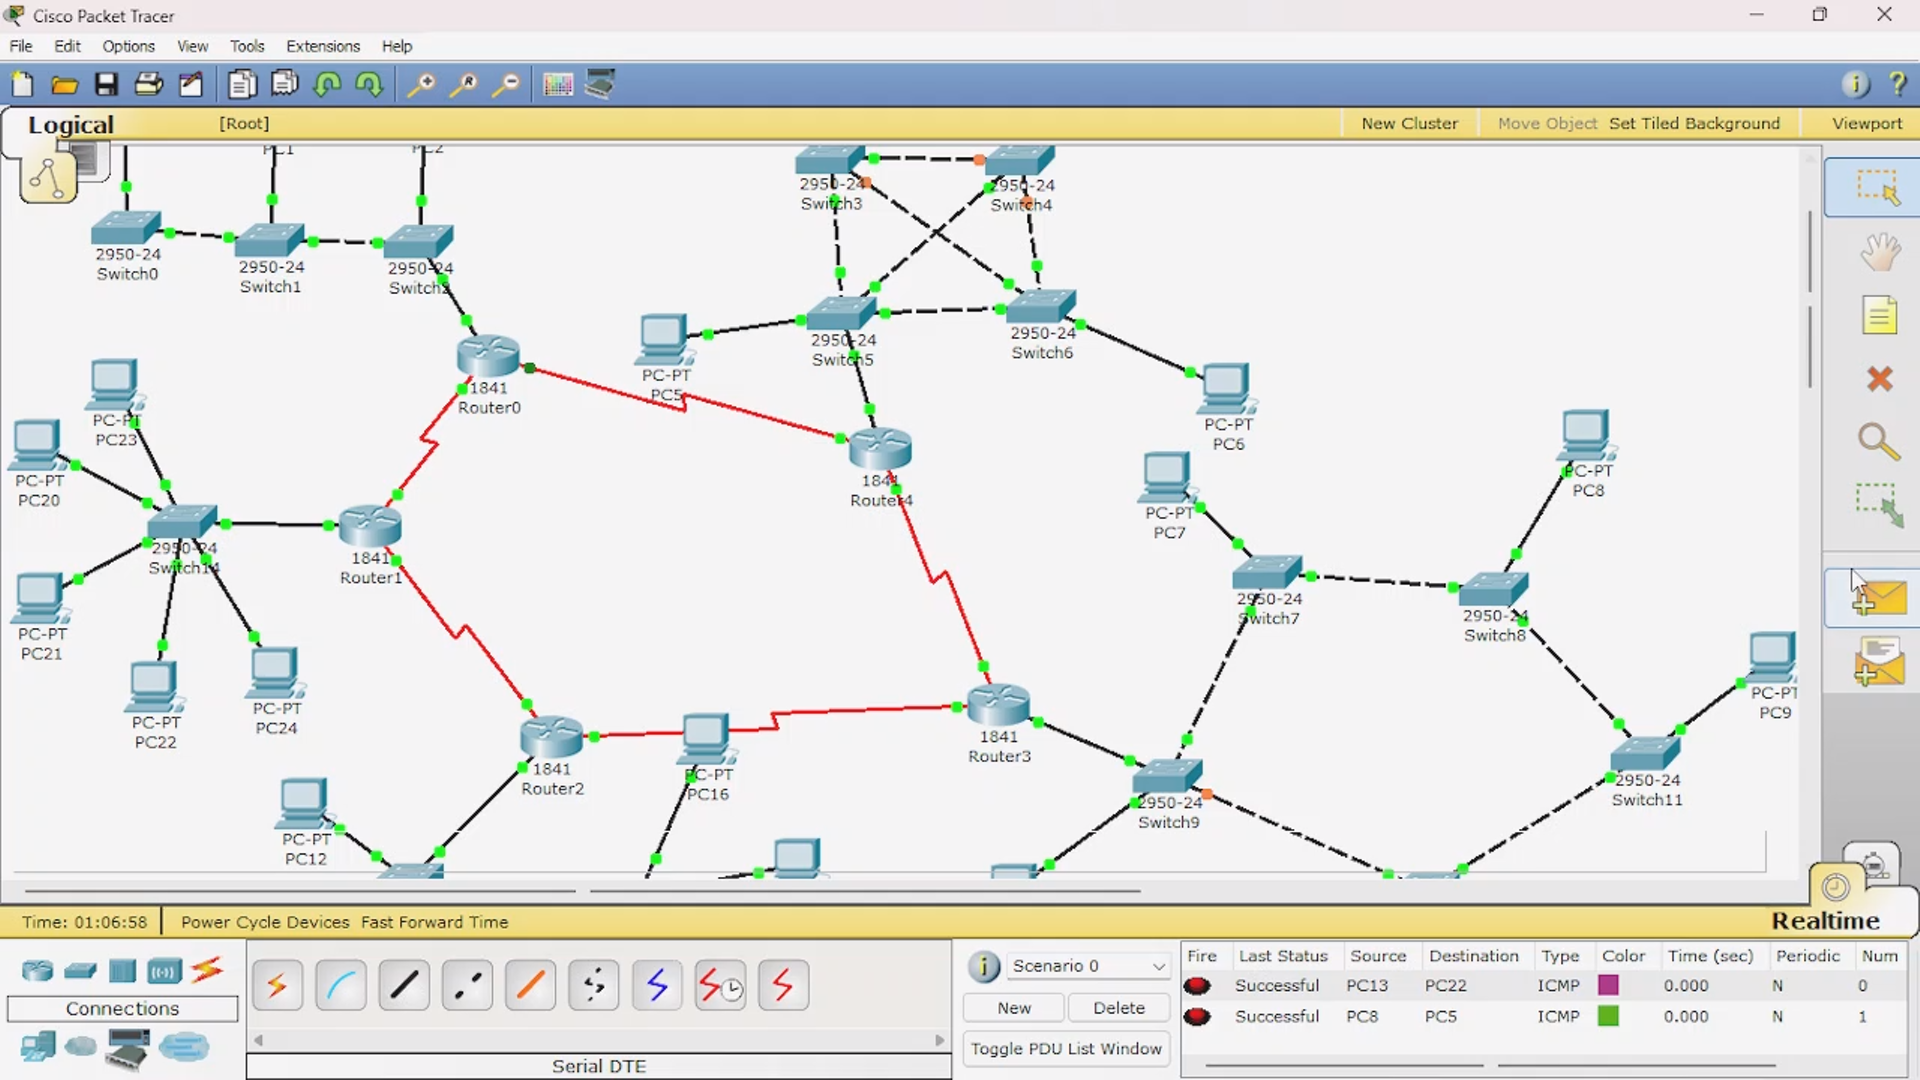 Cisco Packet Tracer
File Edit Options View Tools Extensions Help
Logical [Root] New Cluster Move Object Set Tiled Background Viewport
PC1
PC2
2950-24
Switch0
2950-24
Switch1
2950-24
Switch2
2950-24
Switch3
2950-24
Switch4
2950-24
Switch5
2950-24
Switch6
PC-PT
PC5
PC-PT
PC6
1841
Router0
PC-PT
PC23
PC-PT
PC20
1841
Router4
PC-PT
PC7
PC-PT
PC8
2950-24
Switch14
1841
Router1
2950-24
Switch7
2950-24
Switch8
PC-PT
PC21
PC-PT
PC22
PC-PT
PC24
PC-PT
PC9
1841
Router2
PC-PT
PC16
1841
Router3
2950-24
Switch9
2950-24
Switch11
PC-PT
PC12
Time: 01:06:58 Power Cycle Devices Fast Forward Time Realtime
Connections
Serial DTE
Scenario 0
New Delete
Toggle PDU List Window
Fire Last Status Source Destination Type Color Time (sec) Periodic Num
Successful PC13 PC22 ICMP 0.000 N 0
Successful PC8 PC5 ICMP 0.000 N 1